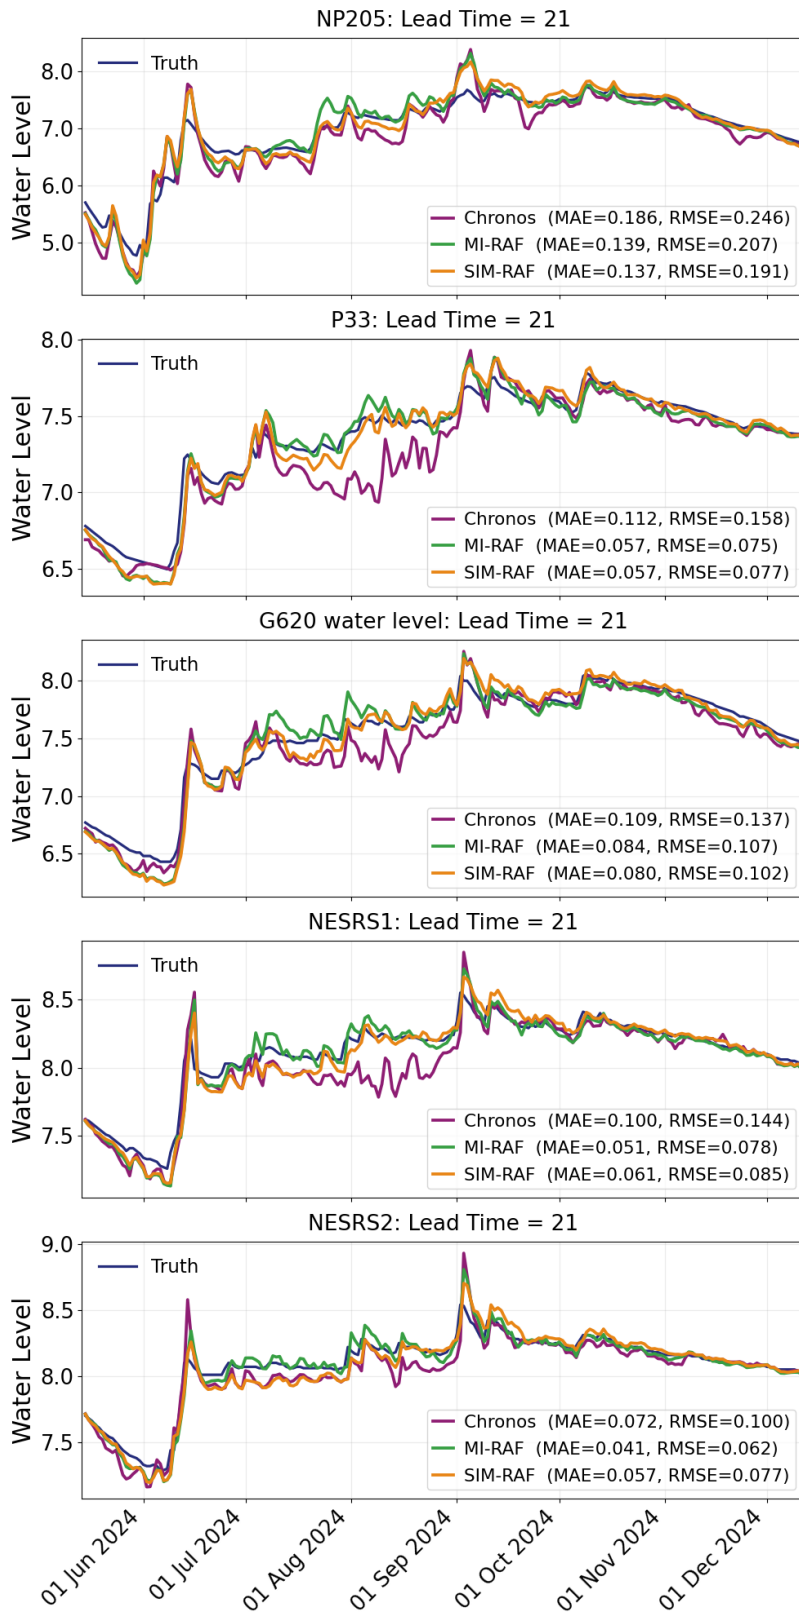 NP205: Lead Time = 21
Water Level
8.0
7.0
6.0
5.0
Truth
Chronos (MAE=0.186, RMSE=0.246)
MI-RAF (MAE=0.139, RMSE=0.207)
SIM-RAF (MAE=0.137, RMSE=0.191)
P33: Lead Time = 21
Water Level
8.0
7.5
7.0
6.5
Truth
Chronos (MAE=0.112, RMSE=0.158)
MI-RAF (MAE=0.057, RMSE=0.075)
SIM-RAF (MAE=0.057, RMSE=0.077)
G620 water level: Lead Time = 21
Water Level
8.0
7.5
7.0
6.5
Truth
Chronos (MAE=0.109, RMSE=0.137)
MI-RAF (MAE=0.084, RMSE=0.107)
SIM-RAF (MAE=0.080, RMSE=0.102)
NESRS1: Lead Time = 21
Water Level
8.5
8.0
7.5
Truth
Chronos (MAE=0.100, RMSE=0.144)
MI-RAF (MAE=0.051, RMSE=0.078)
SIM-RAF (MAE=0.061, RMSE=0.085)
NESRS2: Lead Time = 21
Water Level
9.0
8.5
8.0
7.5
Truth
Chronos (MAE=0.072, RMSE=0.100)
MI-RAF (MAE=0.041, RMSE=0.062)
SIM-RAF (MAE=0.057, RMSE=0.077)
01 Jun 2024
01 Jul 2024
01 Aug 2024
01 Sep 2024
01 Oct 2024
01 Nov 2024
01 Dec 2024